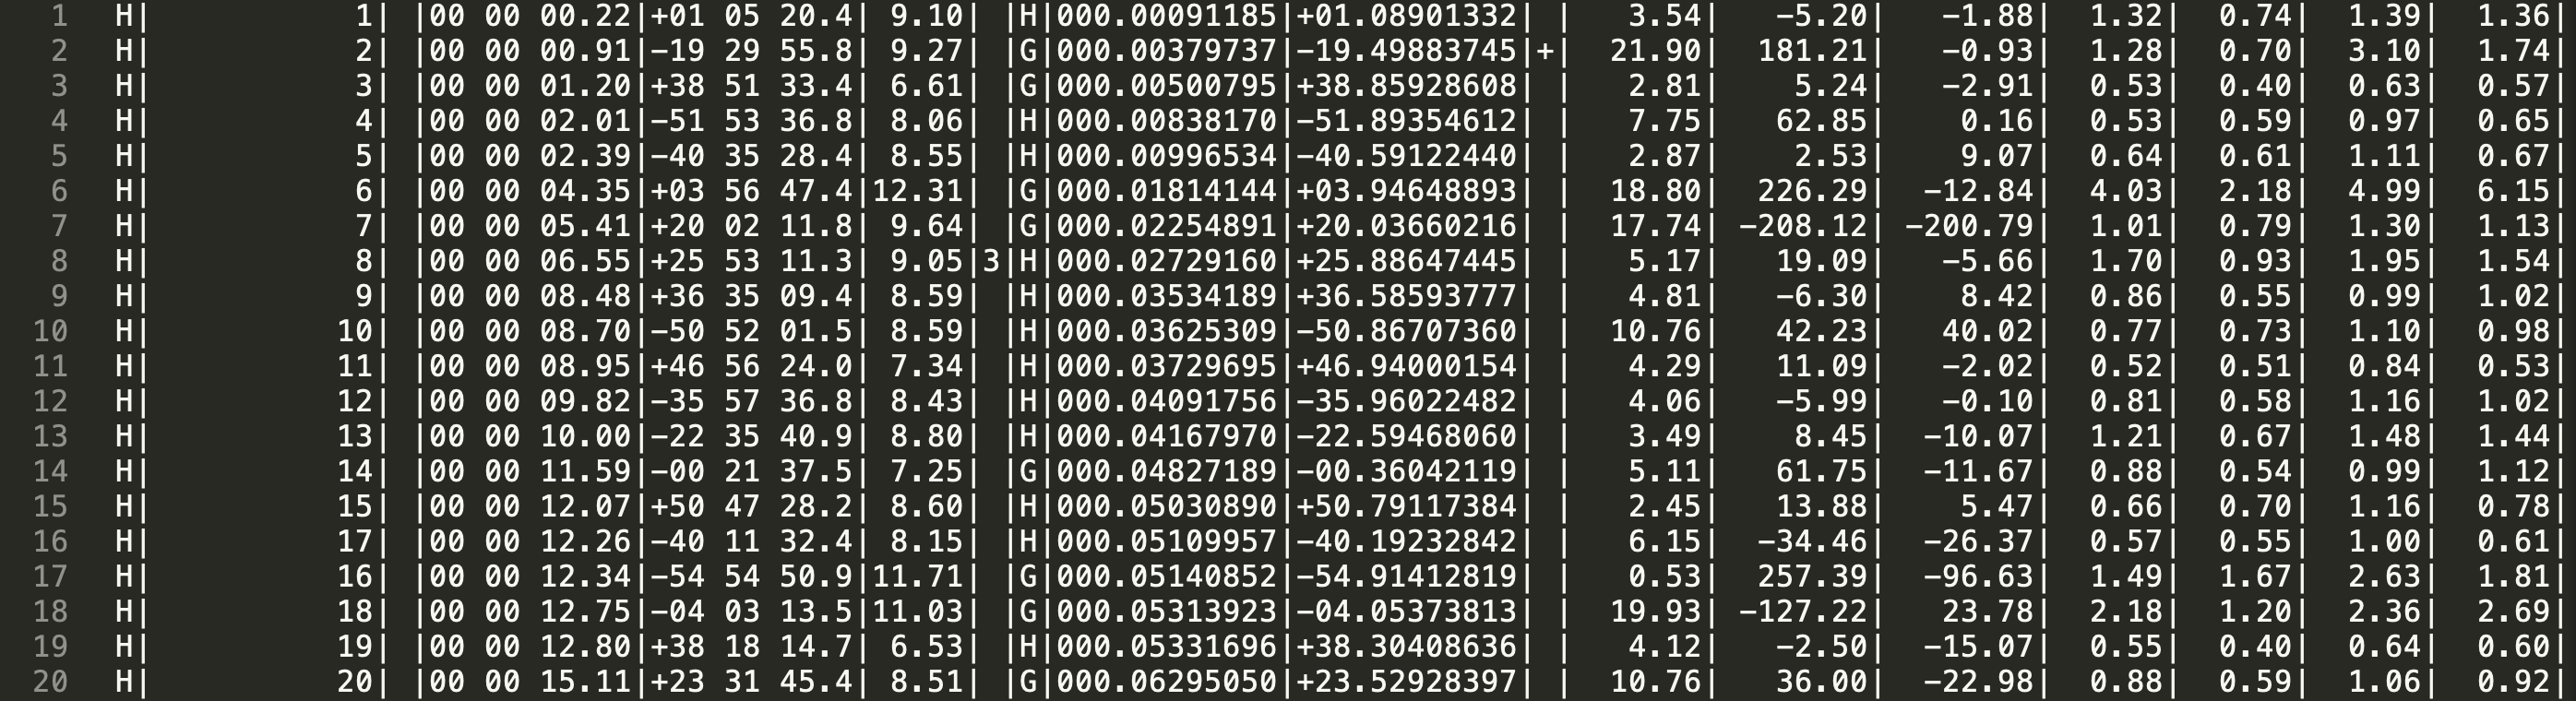 1 H| 1| |00 00 00.22|+01 05 20.4| 9.10| |H|000.00091185|+01.08901332| | 3.54| -5.20| -1.88| 1.32| 0.74| 1.39| 1.36|
2 H| 2| |00 00 00.91|-19 29 55.8| 9.27| |G|000.00379737|-19.49883745|+| 21.90| 181.21| -0.93| 1.28| 0.70| 3.10| 1.74|
3 H| 3| |00 00 01.20|+38 51 33.4| 6.61| |G|000.00500795|+38.85928608| | 2.81| 5.24| -2.91| 0.53| 0.40| 0.63| 0.57|
4 H| 4| |00 00 02.01|-51 53 36.8| 8.06| |H|000.00838170|-51.89354612| | 7.75| 62.85| 0.16| 0.53| 0.59| 0.97| 0.65|
5 H| 5| |00 00 02.39|-40 35 28.4| 8.55| |H|000.00996534|-40.59122440| | 2.87| 2.53| 9.07| 0.64| 0.61| 1.11| 0.67|
6 H| 6| |00 00 04.35|+03 56 47.4|12.31| |G|000.01814144|+03.94648893| | 18.80| 226.29| -12.84| 4.03| 2.18| 4.99| 6.15|
7 H| 7| |00 00 05.41|+20 02 11.8| 9.64| |G|000.02254891|+20.03660216| | 17.74| -208.12| -200.79| 1.01| 0.79| 1.30| 1.13|
8 H| 8| |00 00 06.55|+25 53 11.3| 9.05|3|H|000.02729160|+25.88647445| | 5.17| 19.09| -5.66| 1.70| 0.93| 1.95| 1.54|
9 H| 9| |00 00 08.48|+36 35 09.4| 8.59| |H|000.03534189|+36.58593777| | 4.81| -6.30| 8.42| 0.86| 0.55| 0.99| 1.02|
10 H| 10| |00 00 08.70|-50 52 01.5| 8.59| |H|000.03625309|-50.86707360| | 10.76| 42.23| 40.02| 0.77| 0.73| 1.10| 0.98|
11 H| 11| |00 00 08.95|+46 56 24.0| 7.34| |H|000.03729695|+46.94000154| | 4.29| 11.09| -2.02| 0.52| 0.51| 0.84| 0.53|
12 H| 12| |00 00 09.82|-35 57 36.8| 8.43| |H|000.04091756|-35.96022482| | 4.06| -5.99| -0.10| 0.81| 0.58| 1.16| 1.02|
13 H| 13| |00 00 10.00|-22 35 40.9| 8.80| |H|000.04167970|-22.59468060| | 3.49| 8.45| -10.07| 1.21| 0.67| 1.48| 1.44|
14 H| 14| |00 00 11.59|-00 21 37.5| 7.25| |G|000.04827189|-00.36042119| | 5.11| 61.75| -11.67| 0.88| 0.54| 0.99| 1.12|
15 H| 15| |00 00 12.07|+50 47 28.2| 8.60| |H|000.05030890|+50.79117384| | 2.45| 13.88| 5.47| 0.66| 0.70| 1.16| 0.78|
16 H| 17| |00 00 12.26|-40 11 32.4| 8.15| |H|000.05109957|-40.19232842| | 6.15| -34.46| -26.37| 0.57| 0.55| 1.00| 0.61|
17 H| 16| |00 00 12.34|-54 54 50.9|11.71| |G|000.05140852|-54.91412819| | 0.53| 257.39| -96.63| 1.49| 1.67| 2.63| 1.81|
18 H| 18| |00 00 12.75|-04 03 13.5|11.03| |G|000.05313923|-04.05373813| | 19.93| -127.22| 23.78| 2.18| 1.20| 2.36| 2.69|
19 H| 19| |00 00 12.80|+38 18 14.7| 6.53| |H|000.05331696|+38.30408636| | 4.12| -2.50| -15.07| 0.55| 0.40| 0.64| 0.60|
20 H| 20| |00 00 15.11|+23 31 45.4| 8.51| |G|000.06295050|+23.52928397| | 10.76| 36.00| -22.98| 0.88| 0.59| 1.06| 0.92|